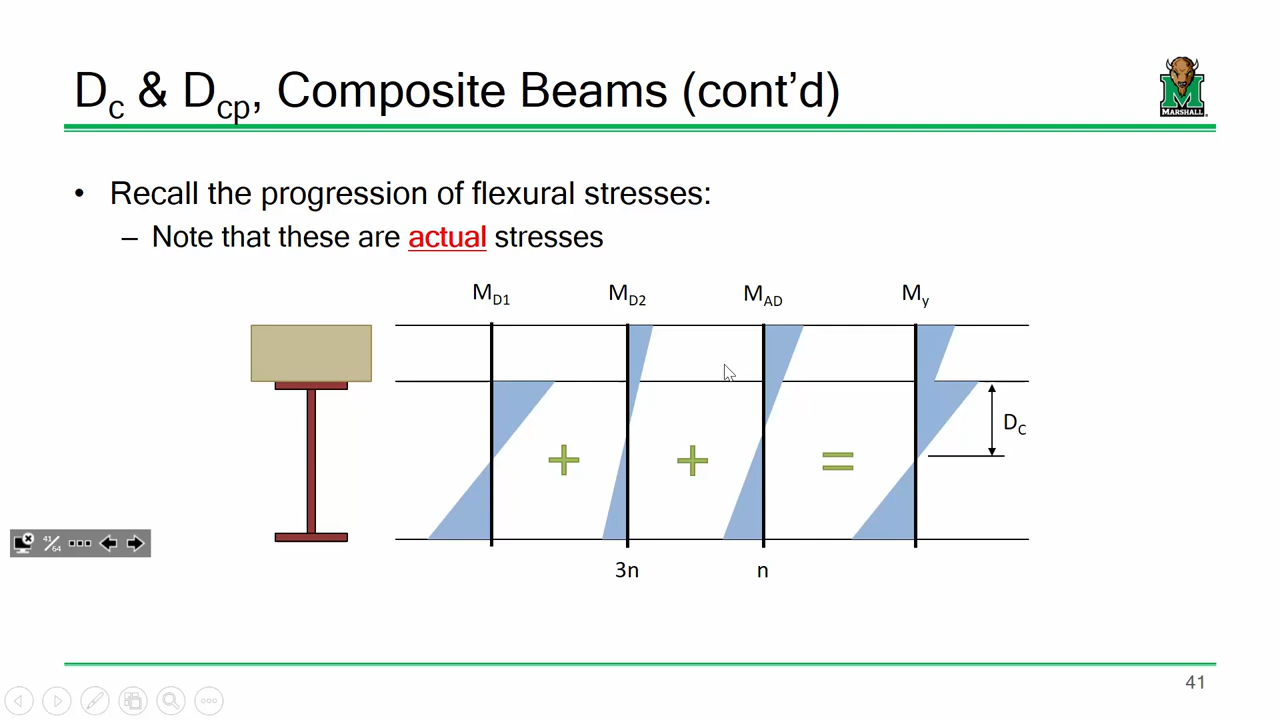 Dc & Dcp, Composite Beams (cont’d)
MARSHALL
• Recall the progression of flexural stresses:
– Note that these are actual stresses
MD1 MD2 MAD My
+ + =
DC
41/64
3n n
41